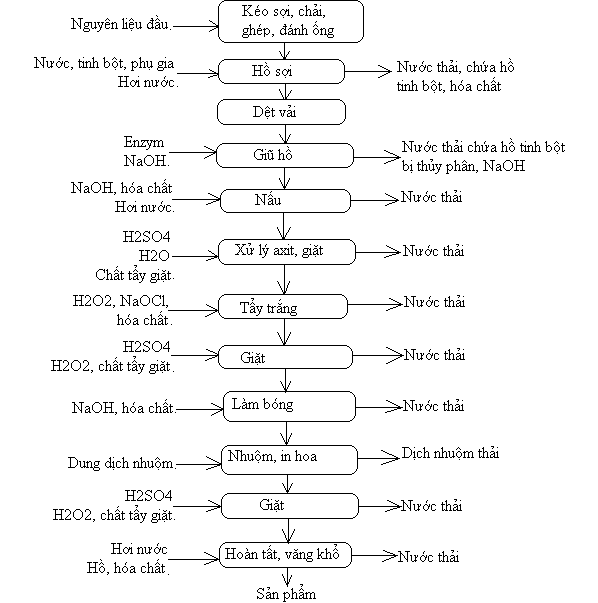 Kéo sợi, chải,
ghép, đánh ống
Nguyên liệu đầu.
Nước, tinh bột, phụ gia
Hơi nước.
Hồ sợi
Nước thải, chứa hồ
tinh bột, hóa chất
Dệt vải
Enzym
NaOH.
Giũ hồ
Nước thải chứa hồ tinh bột
bị thủy phân, NaOH
NaOH, hóa chất
Hơi nước.
Nấu
Nước thải
H2SO4
H2O
Chất tẩy giặt.
Xử lý axit, giặt
Nước thải
H2O2, NaOCl,
hóa chất.
Tẩy trắng
Nước thải
H2SO4
H2O2, chất tẩy giặt.
Giặt
Nước thải
NaOH, hóa chất.
Làm bóng
Nước thải
Dung dịch nhuộm
Nhuộm, in hoa
Dịch nhuộm thải
H2SO4
H2O2, chất tẩy giặt.
Giặt
Nước thải
Hơi nước
Hồ, hóa chất.
Hoàn tất, văng khổ
Nước thải
Sản phẩm